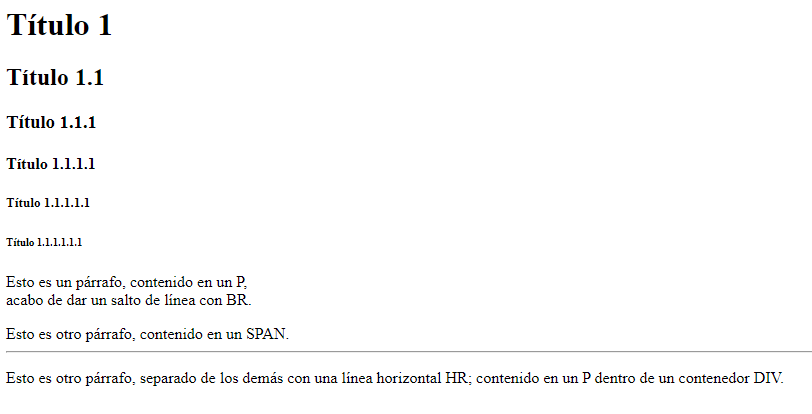 Título 1
Título 1.1
Título 1.1.1
Título 1.1.1.1
Título 1.1.1.1.1
Título 1.1.1.1.1.1
Esto es un párrafo, contenido en un P,
acabo de dar un salto de línea con BR.
Esto es otro párrafo, contenido en un SPAN.
Esto es otro párrafo, separado de los demás con una línea horizontal HR; contenido en un P dentro de un contenedor DIV.